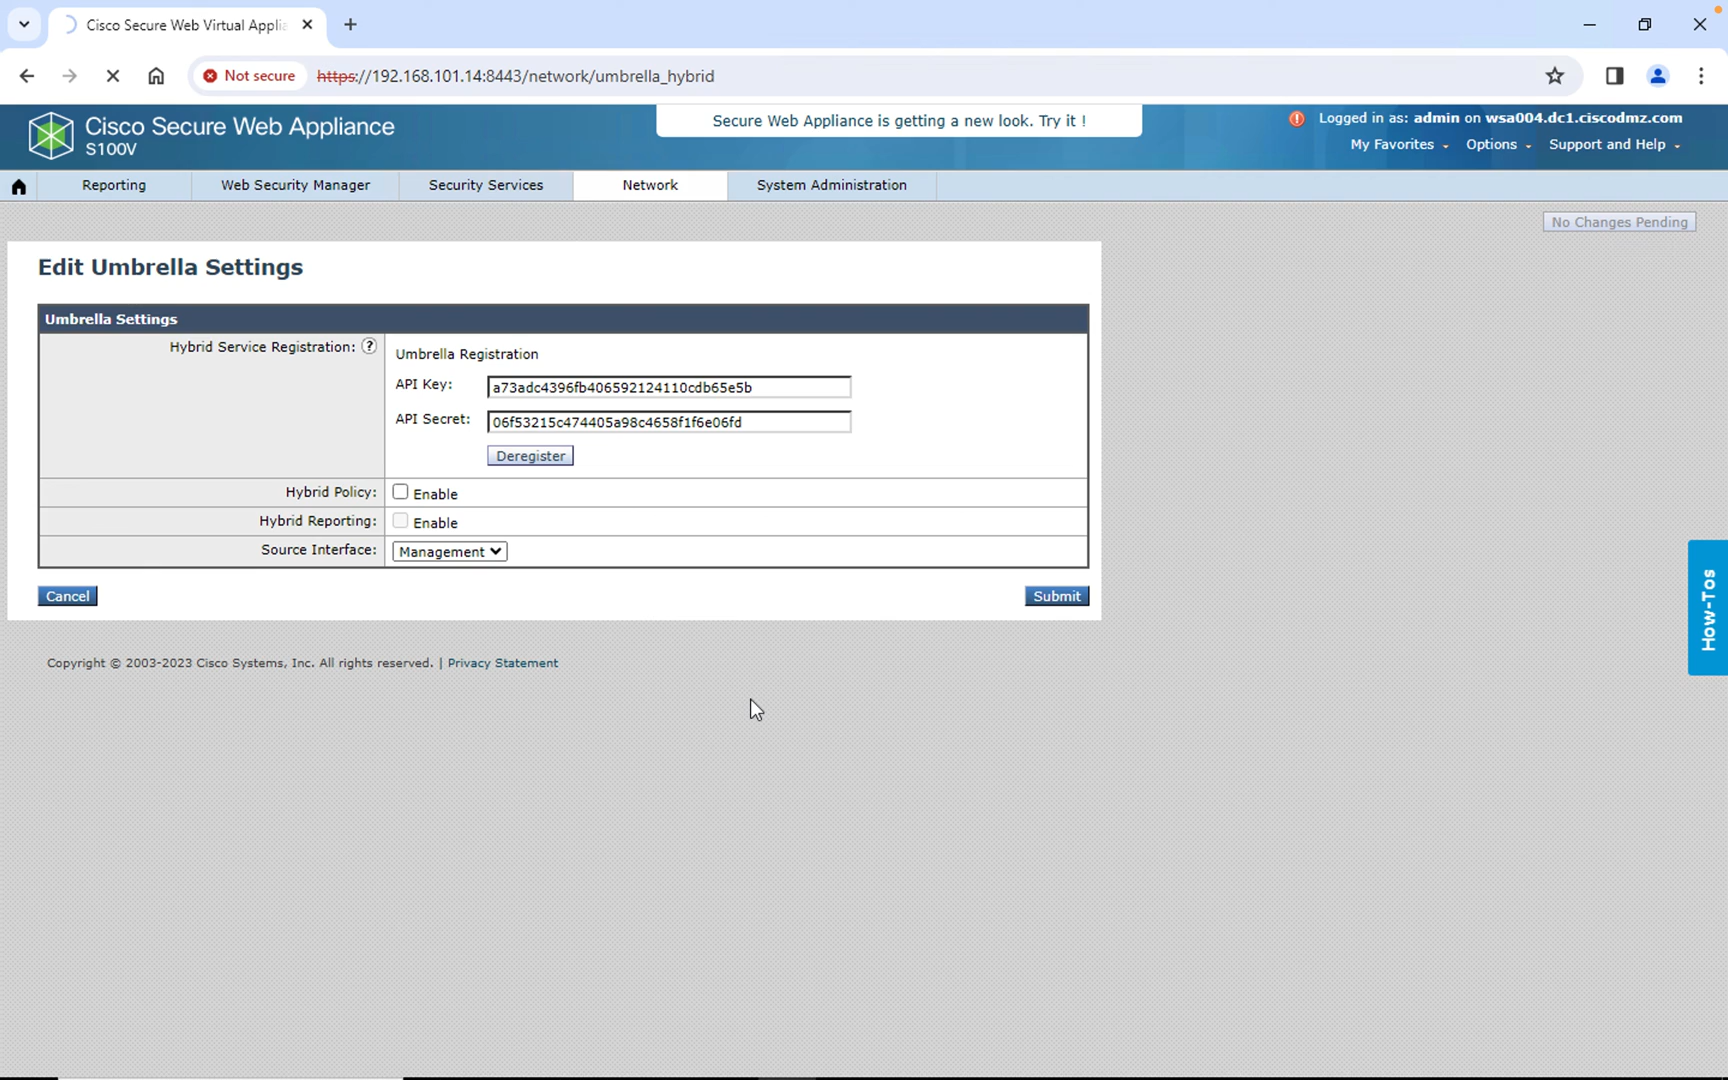 Cisco Secure Web Virtual Applia
Not secure
https://192.168.101.14:8443/network/umbrella_hybrid
Cisco Secure Web Appliance
S100V
Secure Web Appliance is getting a new look. Try it !
Logged in as: admin on wsa004.dc1.ciscodmz.com
My Favorites Options Support and Help
Reporting Web Security Manager Security Services Network System Administration
No Changes Pending
Edit Umbrella Settings
Umbrella Settings
Hybrid Service Registration: ?
Umbrella Registration
API Key: a73adc4396fb406592124110cdb65e5b
API Secret: 06f53215c474405a98c4658f1f6e06fd
Deregister
Hybrid Policy: Enable
Hybrid Reporting: Enable
Source Interface: Management
Cancel Submit
How-Tos
Copyright © 2003-2023 Cisco Systems, Inc. All rights reserved. | Privacy Statement